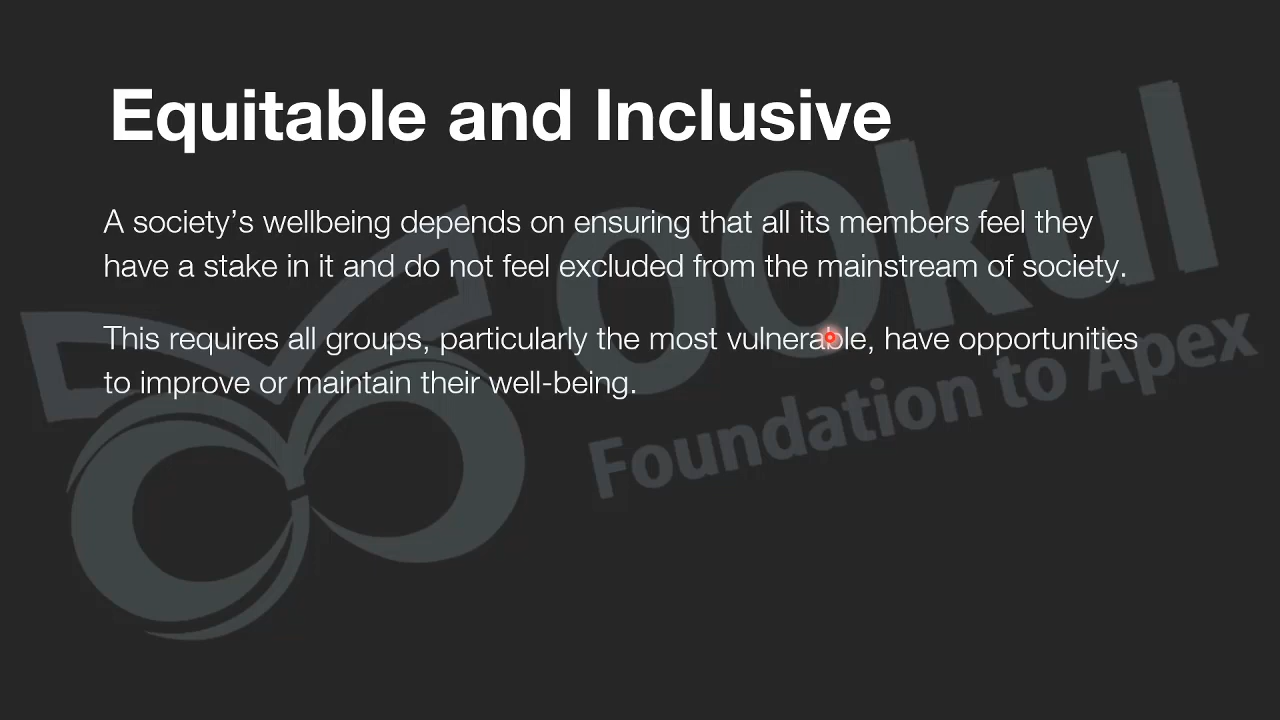 Equitable and Inclusive
A society’s wellbeing depends on ensuring that all its members feel they
have a stake in it and do not feel excluded from the mainstream of society.
This requires all groups, particularly the most vulnerable, have opportunities
to improve or maintain their well-being.
OOkul
Foundation to Apex